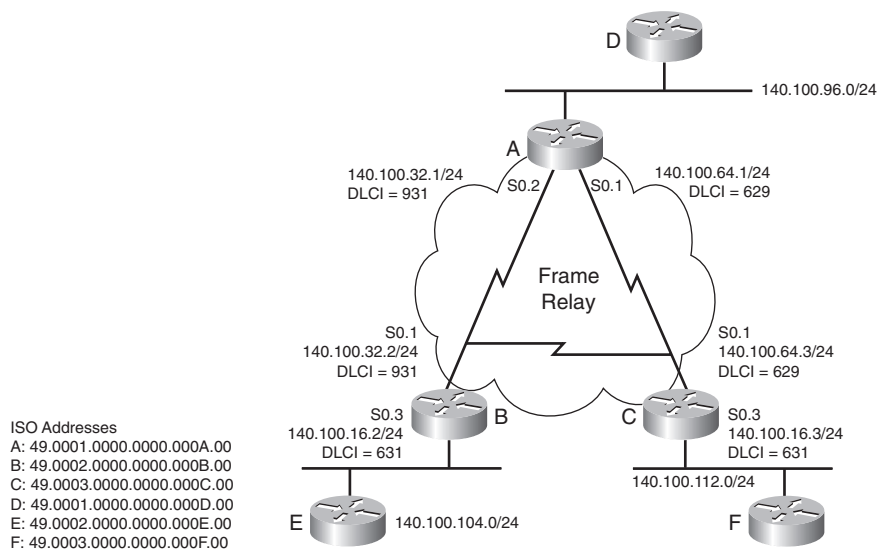 D
140.100.96.0/24
A
140.100.32.1/24
DLCI = 931
S0.2
S0.1
140.100.64.1/24
DLCI = 629
Frame
Relay
S0.1
140.100.32.2/24
DLCI = 931
S0.1
140.100.64.3/24
DLCI = 629
B
C
S0.3
140.100.16.2/24
DLCI = 631
S0.3
140.100.16.3/24
DLCI = 631
140.100.112.0/24
E
140.100.104.0/24
F
ISO Addresses
A: 49.0001.0000.0000.000A.00
B: 49.0002.0000.0000.000B.00
C: 49.0003.0000.0000.000C.00
D: 49.0001.0000.0000.000D.00
E: 49.0002.0000.0000.000E.00
F: 49.0003.0000.0000.000F.00